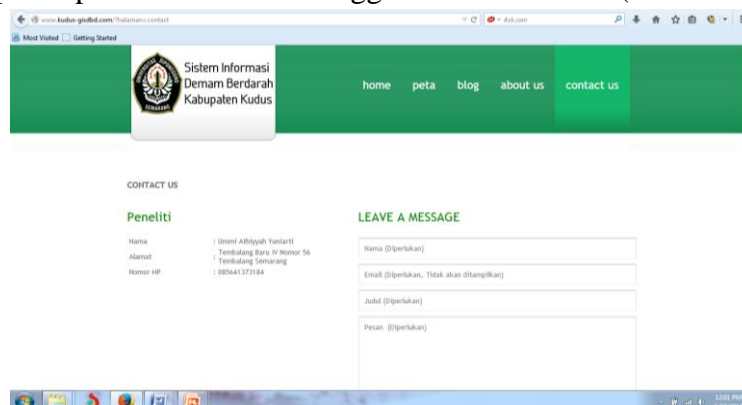 www.kudus-gisdbd.com/?halaman=contact
Ask.com
Most Visited
Getting Started
Sistem Informasi
Demam Berdarah
Kabupaten Kudus
home
peta
blog
about us
contact us
CONTACT US
Peneliti
Nama : Ummi Athiyyah Yuniarti
Alamat : Tembalang Baru IV Nomor 56
Tembalang Semarang
Nomor HP : 085641373184
LEAVE A MESSAGE
Nama (Diperlukan)
Email (Diperlukan, Tidak akan ditampilkan)
Judul (Diperlukan)
Pesan (Diperlukan)
12:01 PM